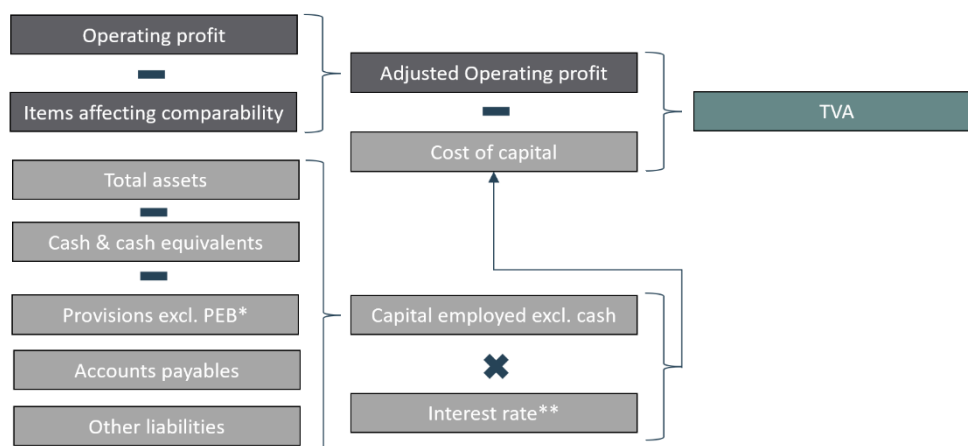 Operating profit
Items affecting comparability
Adjusted Operating profit
Cost of capital
TVA
Total assets
Cash & cash equivalents
Provisions excl. PEB*
Accounts payables
Other liabilities
Capital employed excl. cash
Interest rate**